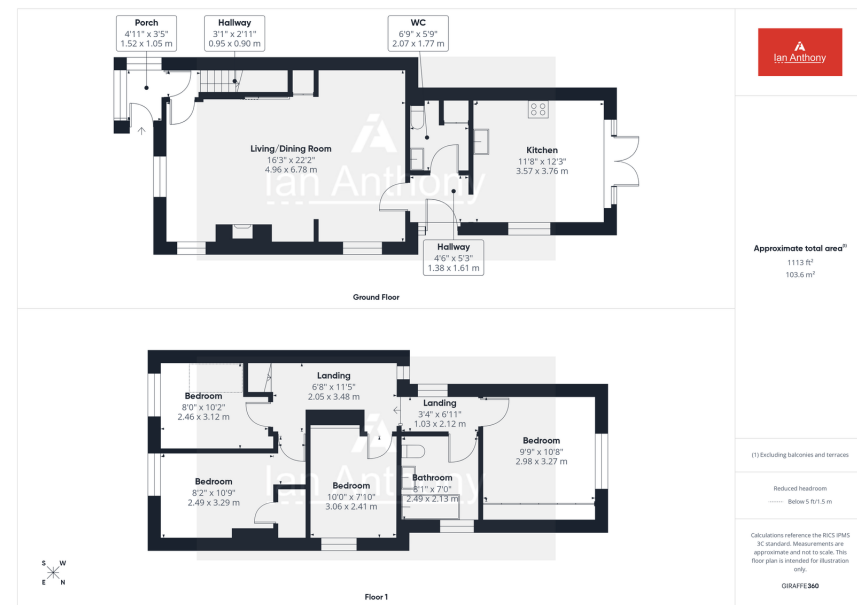 Porch
4'11" x 3'5"
1.52 x 1.05 m
Hallway
3'1" x 2'11"
0.95 x 0.90 m
WC
6'9" x 5'9"
2.07 x 1.77 m
Living/Dining Room
16'3" x 22'2"
4.96 x 6.78 m
Kitchen
11'8" x 12'3"
3.57 x 3.76 m
Hallway
4'6" x 5'3"
1.38 x 1.61 m
Ian Anthony
Ground Floor
Landing
6'8" x 11'5"
2.05 x 3.48 m
Bedroom
8'0" x 10'2"
2.46 x 3.12 m
Landing
3'4" x 6'11"
1.03 x 2.12 m
Bedroom
9'9" x 10'8"
2.98 x 3.27 m
Bedroom
8'2" x 10'9"
2.49 x 3.29 m
Bedroom
10'0" x 7'10"
3.06 x 2.41 m
Bathroom
8'1" x 7'0"
2.49 x 2.13 m
Ian Anthony
S W
E N
Floor 1
Ian Anthony
Approximate total area(1)
1113 ft²
103.6 m²
(1) Excluding balconies and terraces
Reduced headroom
Below 5 ft/1.5 m
Calculations reference the RICS IPMS
3C standard. Measurements are
approximate and not to scale. This
floor plan is intended for illustration
only.
GIRAFFE360